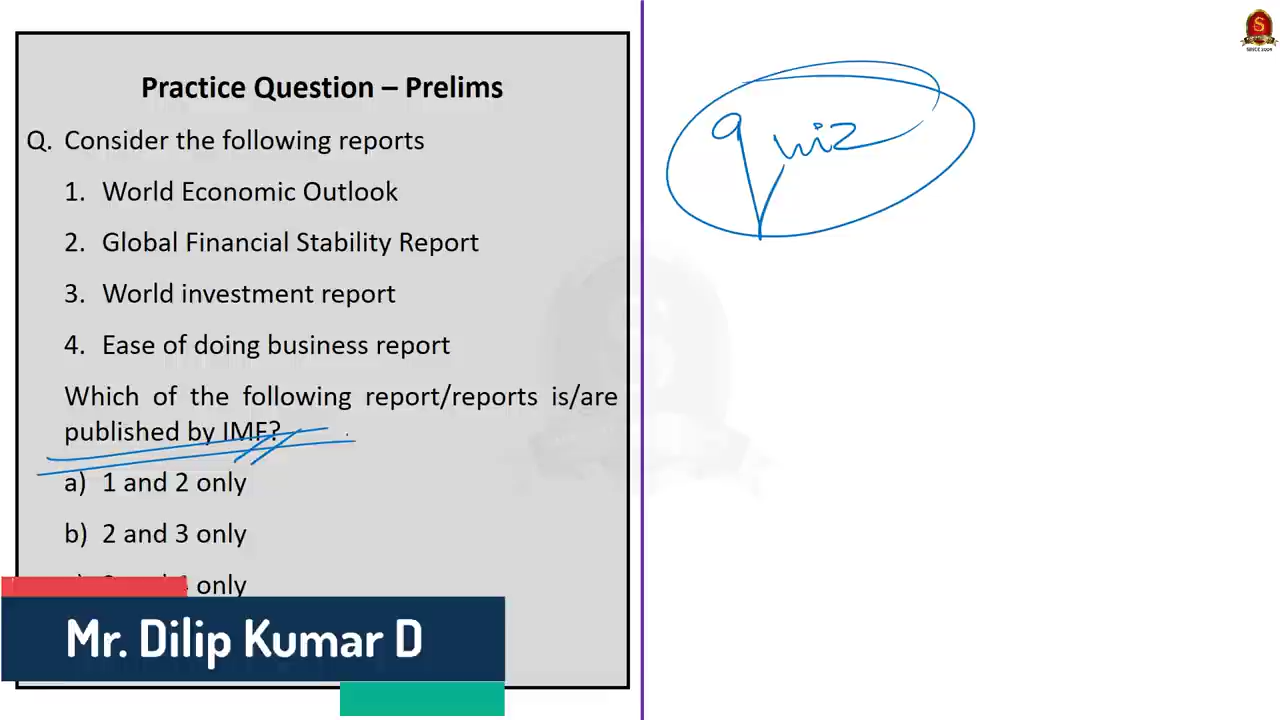 Practice Question – Prelims
Q. Consider the following reports
1. World Economic Outlook
2. Global Financial Stability Report
3. World investment report
4. Ease of doing business report
Which of the following report/reports is/are
published by IMF?
a) 1 and 2 only
b) 2 and 3 only
only
Mr. Dilip Kumar D
Quiz
S
SINCE 2004